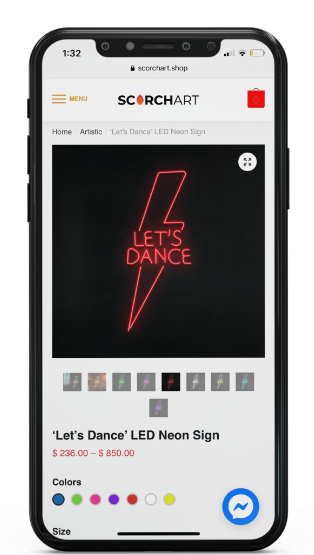 1:32
scorchart.shop
MENU
SCORCHART
0
Home / Artistic / 'Let's Dance' LED Neon Sign
LET'S
DANCE
'Let's Dance' LED Neon Sign
$ 236.00 – $ 850.00
Colors
Size